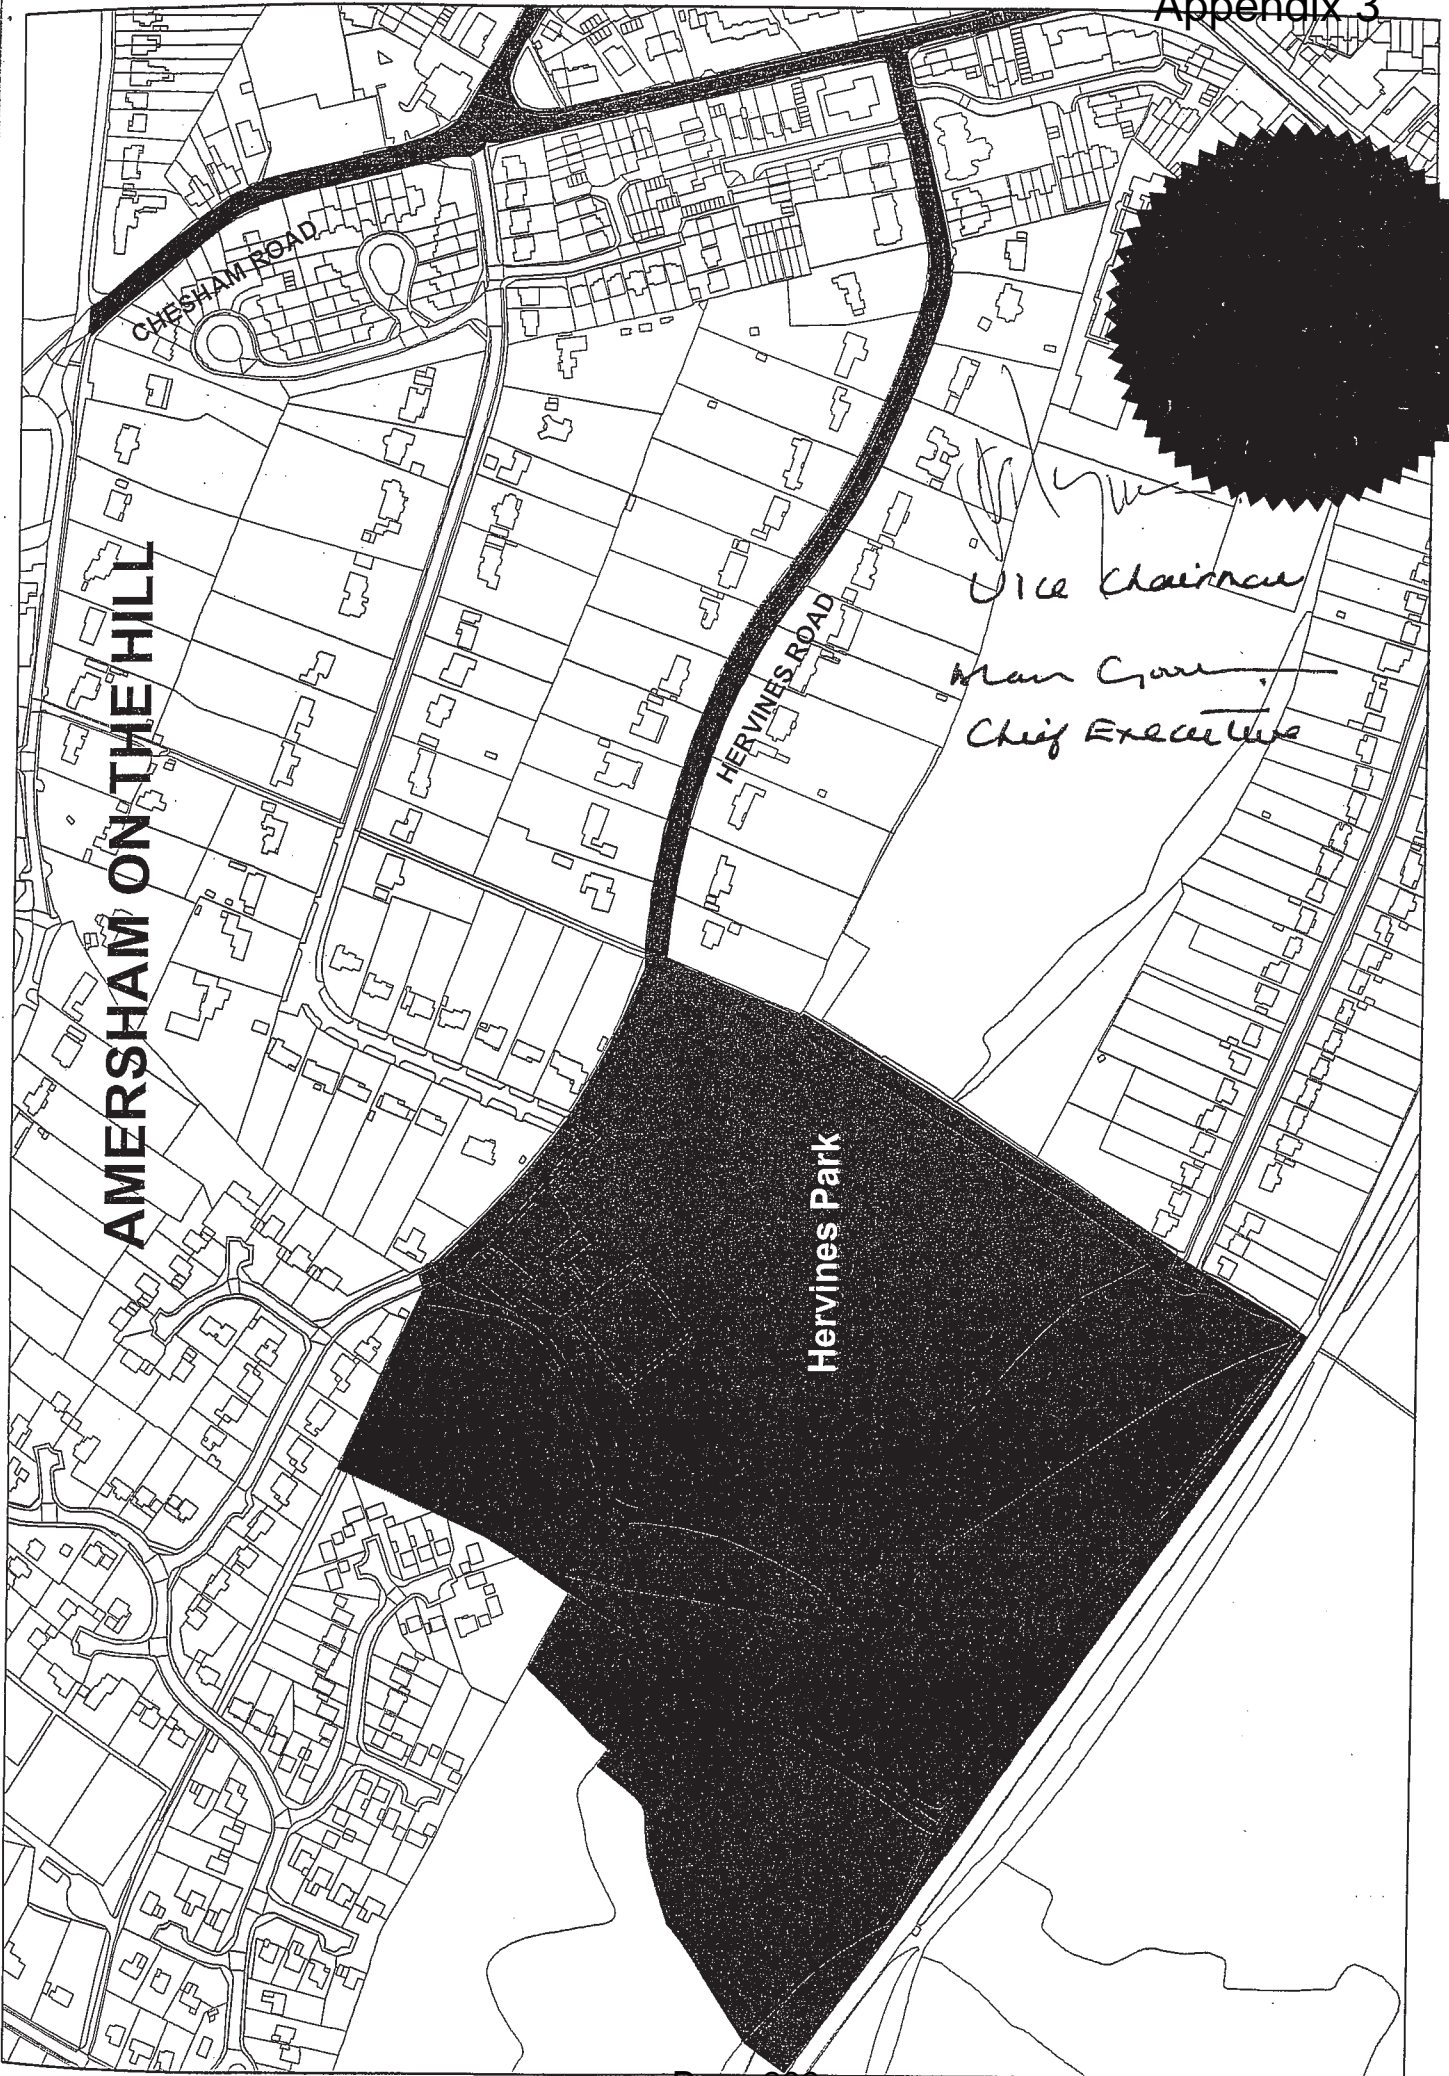 Appendix 3
CHESHAM ROAD
AMERSHAM ON THE HILL
HERVINES ROAD
Vice Chairman
Chief Executive
Hervines Park